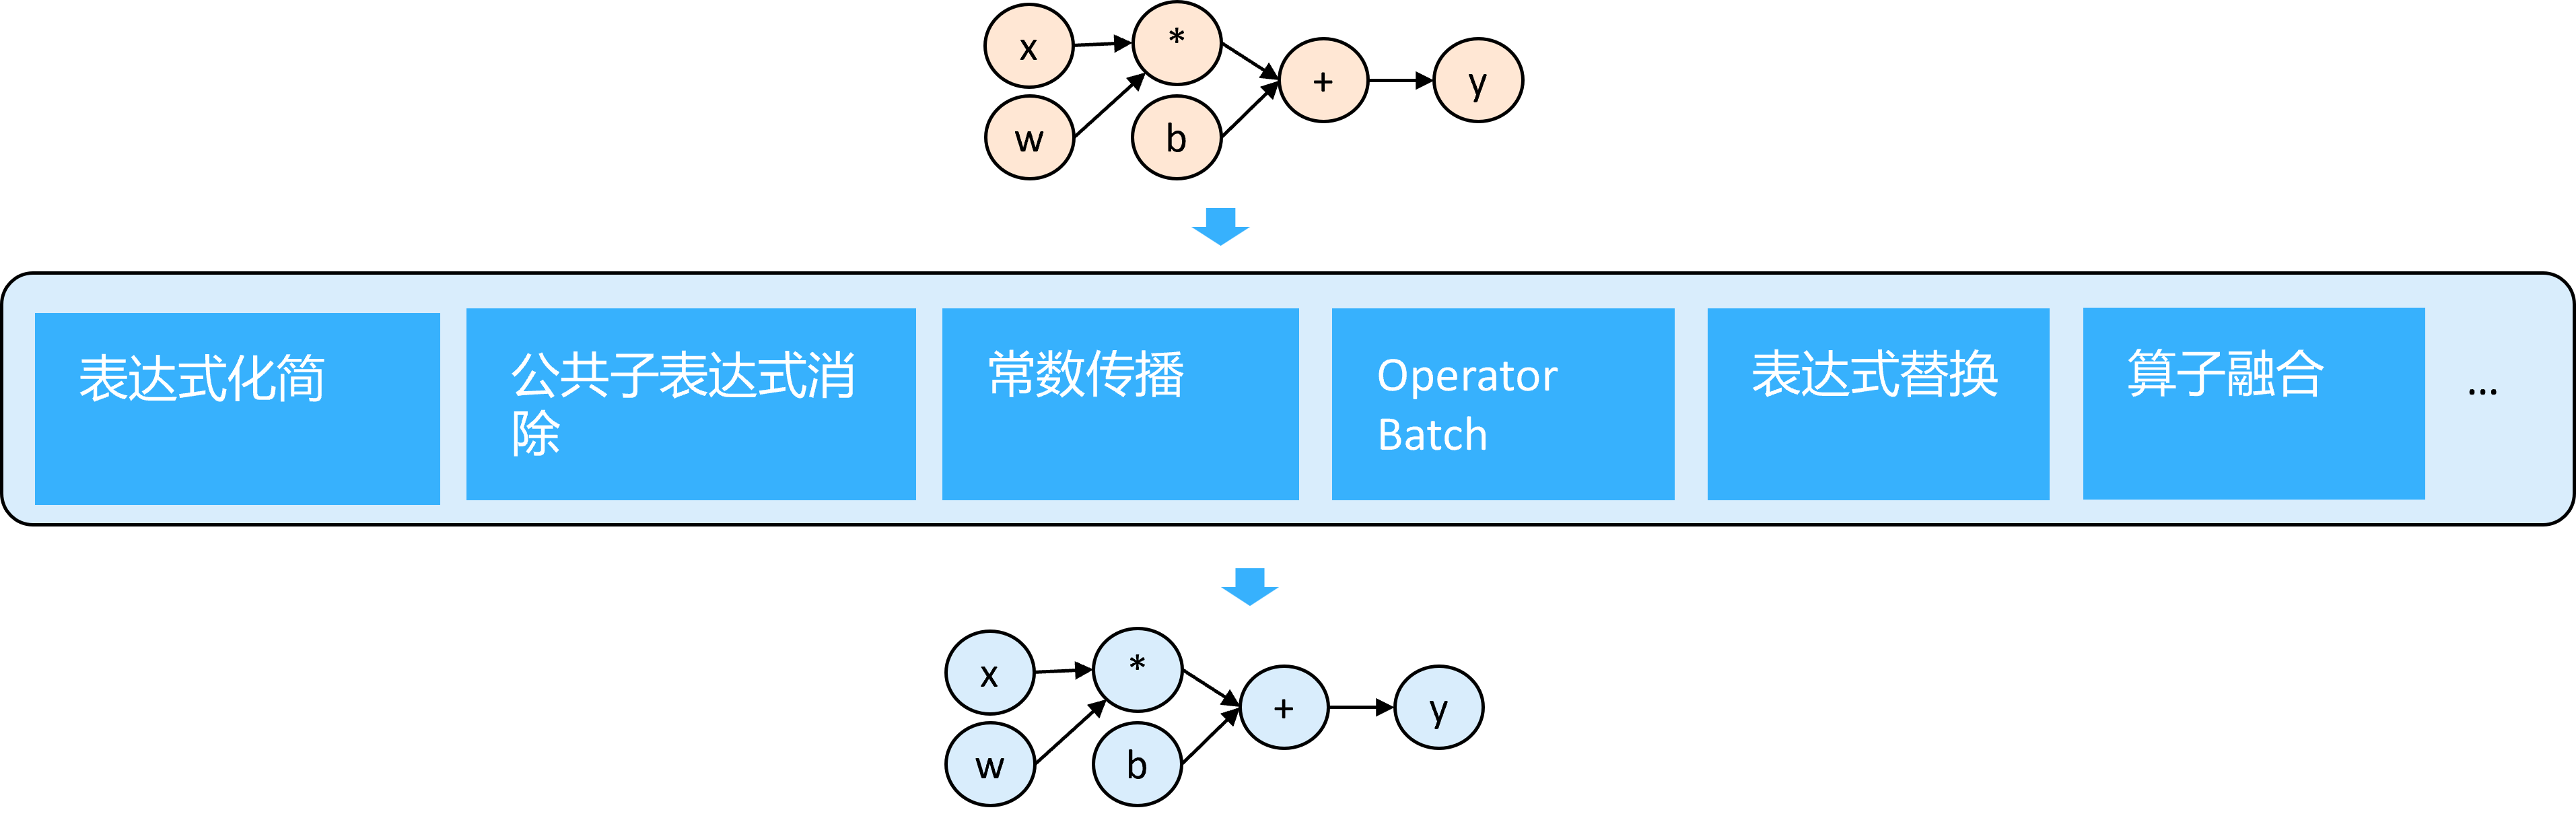 x
*
+
y
w
b
表达式化简
公共子表达式消
除
常数传播
Operator
Batch
表达式替换
算子融合
...
x
*
+
y
w
b